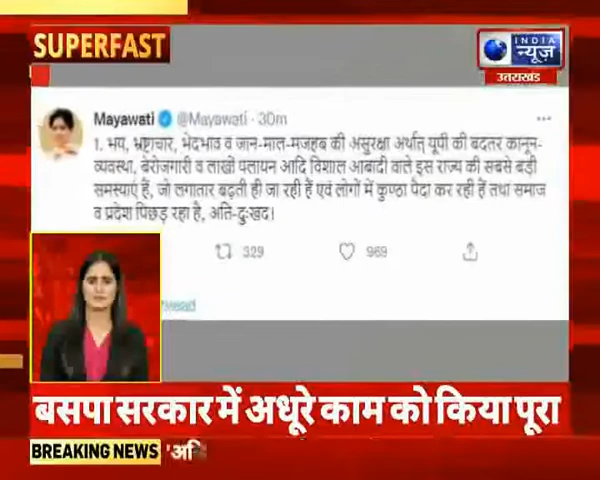 SUPERFAST
INDIA
न्यूज़
उत्तराखंड
Mayawati @Mayawati · 30m
1. भय, भ्रष्टाचार, भेदभाव व जान-माल-मजहब की असुरक्षा अर्थात् यूपी की बदतर कानून-
व्यवस्था, बेरोजगारी व लाखों पलायन आदि विशाल आबादी वाले इस राज्य की सबसे बड़ी
समस्याएं हैं, जो लगातार बढ़ती ही जा रही हैं एवं लोगों में कुण्ठा पैदा कर रही हैं तथा समाज
व प्रदेश पिछड़ रहा है, अति-दुःखद।
329 969
बसपा सरकार में अधूरे काम को किया पूरा
BREAKING NEWS